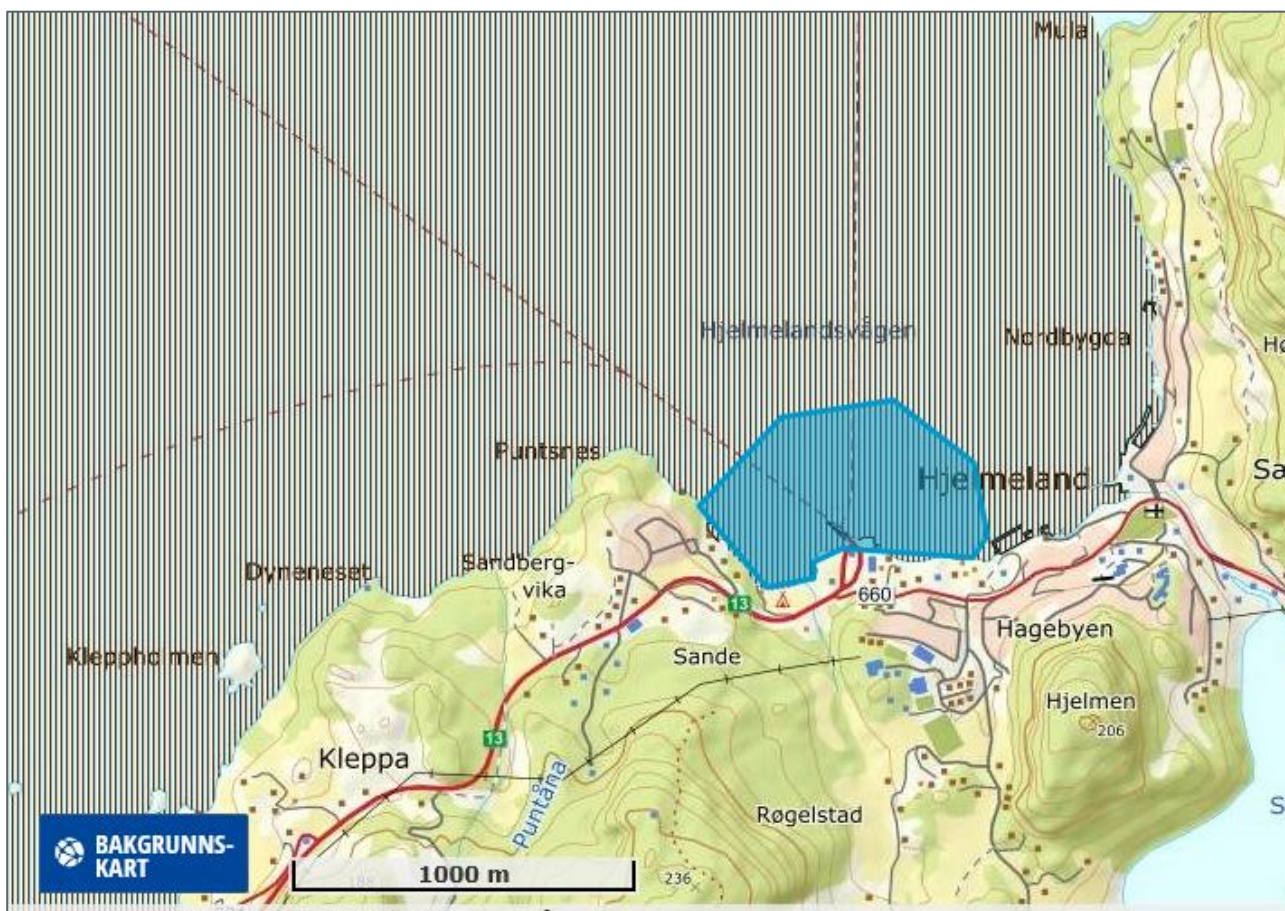 Mula
Hjelmelandsvågen
Nordbygda
Hø
Puntsnes
Hjelmeland
Sa
Sandberg-
vika
Dyneneset
13
660
Hagebyen
Kleppholmen
Sande
Hjelmen
206
13
Kleppa
Puntåna
Røgelstad
S
BAKGRUNNS-
KART
1000 m
236